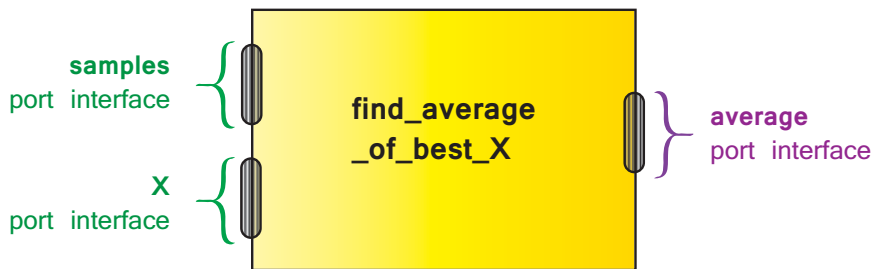 samples
port interface
X
port interface
find_average
_of_best_X
average
port interface